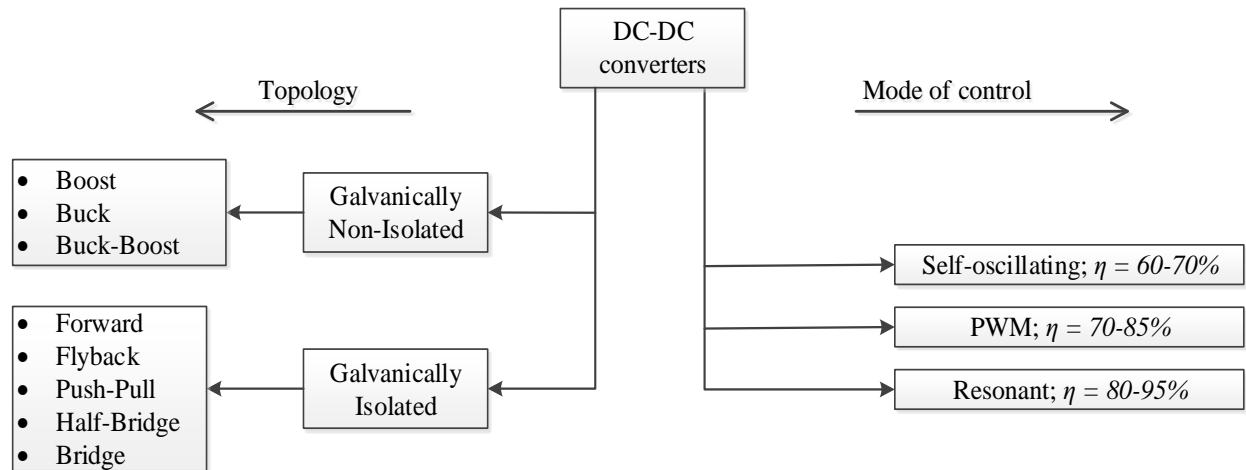 DC-DC
converters
Topology
Mode of control
• Boost
• Buck
• Buck-Boost
Galvanically
Non-Isolated
Self-oscillating; η = 60-70%
PWM; η = 70-85%
Resonant; η = 80-95%
• Forward
• Flyback
• Push-Pull
• Half-Bridge
• Bridge
Galvanically
Isolated